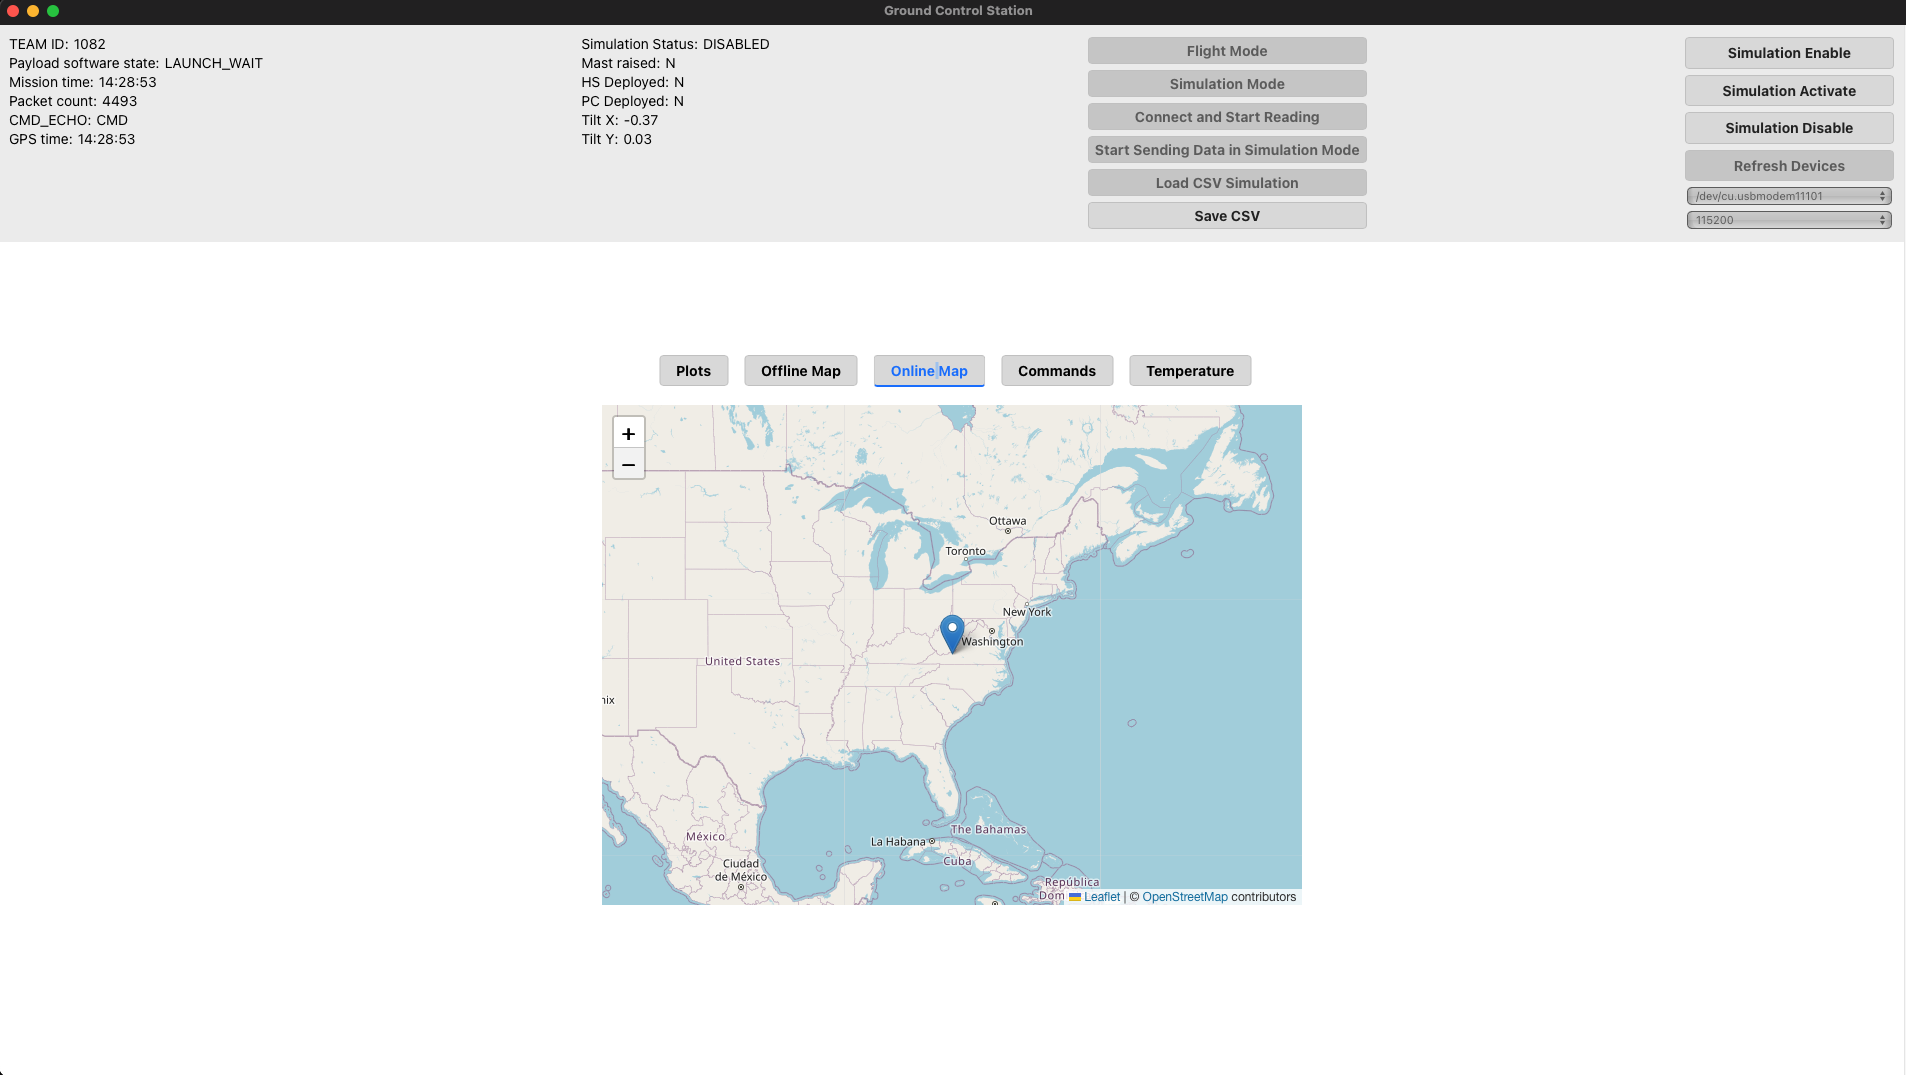 Ground Control Station
TEAM ID: 1082
Payload software state: LAUNCH_WAIT
Mission time: 14:28:53
Packet count: 4493
CMD_ECHO: CMD
GPS time: 14:28:53
Simulation Status: DISABLED
Mast raised: N
HS Deployed: N
PC Deployed: N
Tilt X: -0.37
Tilt Y: 0.03
Flight Mode
Simulation Mode
Connect and Start Reading
Start Sending Data in Simulation Mode
Load CSV Simulation
Save CSV
Simulation Enable
Simulation Activate
Simulation Disable
Refresh Devices
/dev/cu.usbmodem11101
115200
Plots
Offline Map
Online Map
Commands
Temperature
+
−
Ottawa
Toronto
New York
Washington
United States
nix
México
Ciudad
de México
La Habana
The Bahamas
Cuba
República
Dom
Leaflet | © OpenStreetMap contributors